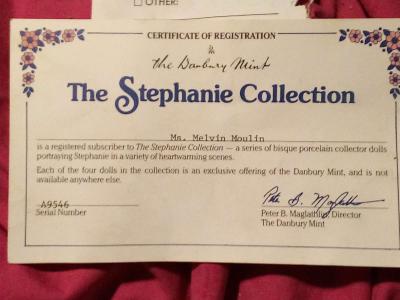 ☐ OTHER:
CERTIFICATE OF REGISTRATION
the Danbury Mint
The Stephanie Collection
Ms. Melvin Moulin
is a registered subscriber to The Stephanie Collection — a series of bisque porcelain collector dolls
portraying Stephanie in a variety of heartwarming scenes.
Each of the four dolls in the collection is an exclusive offering of the Danbury Mint, and is not
available anywhere else.
A9546
Serial Number
Peter B. Maglathlin
Peter B. Maglathlin, Director
The Danbury Mint